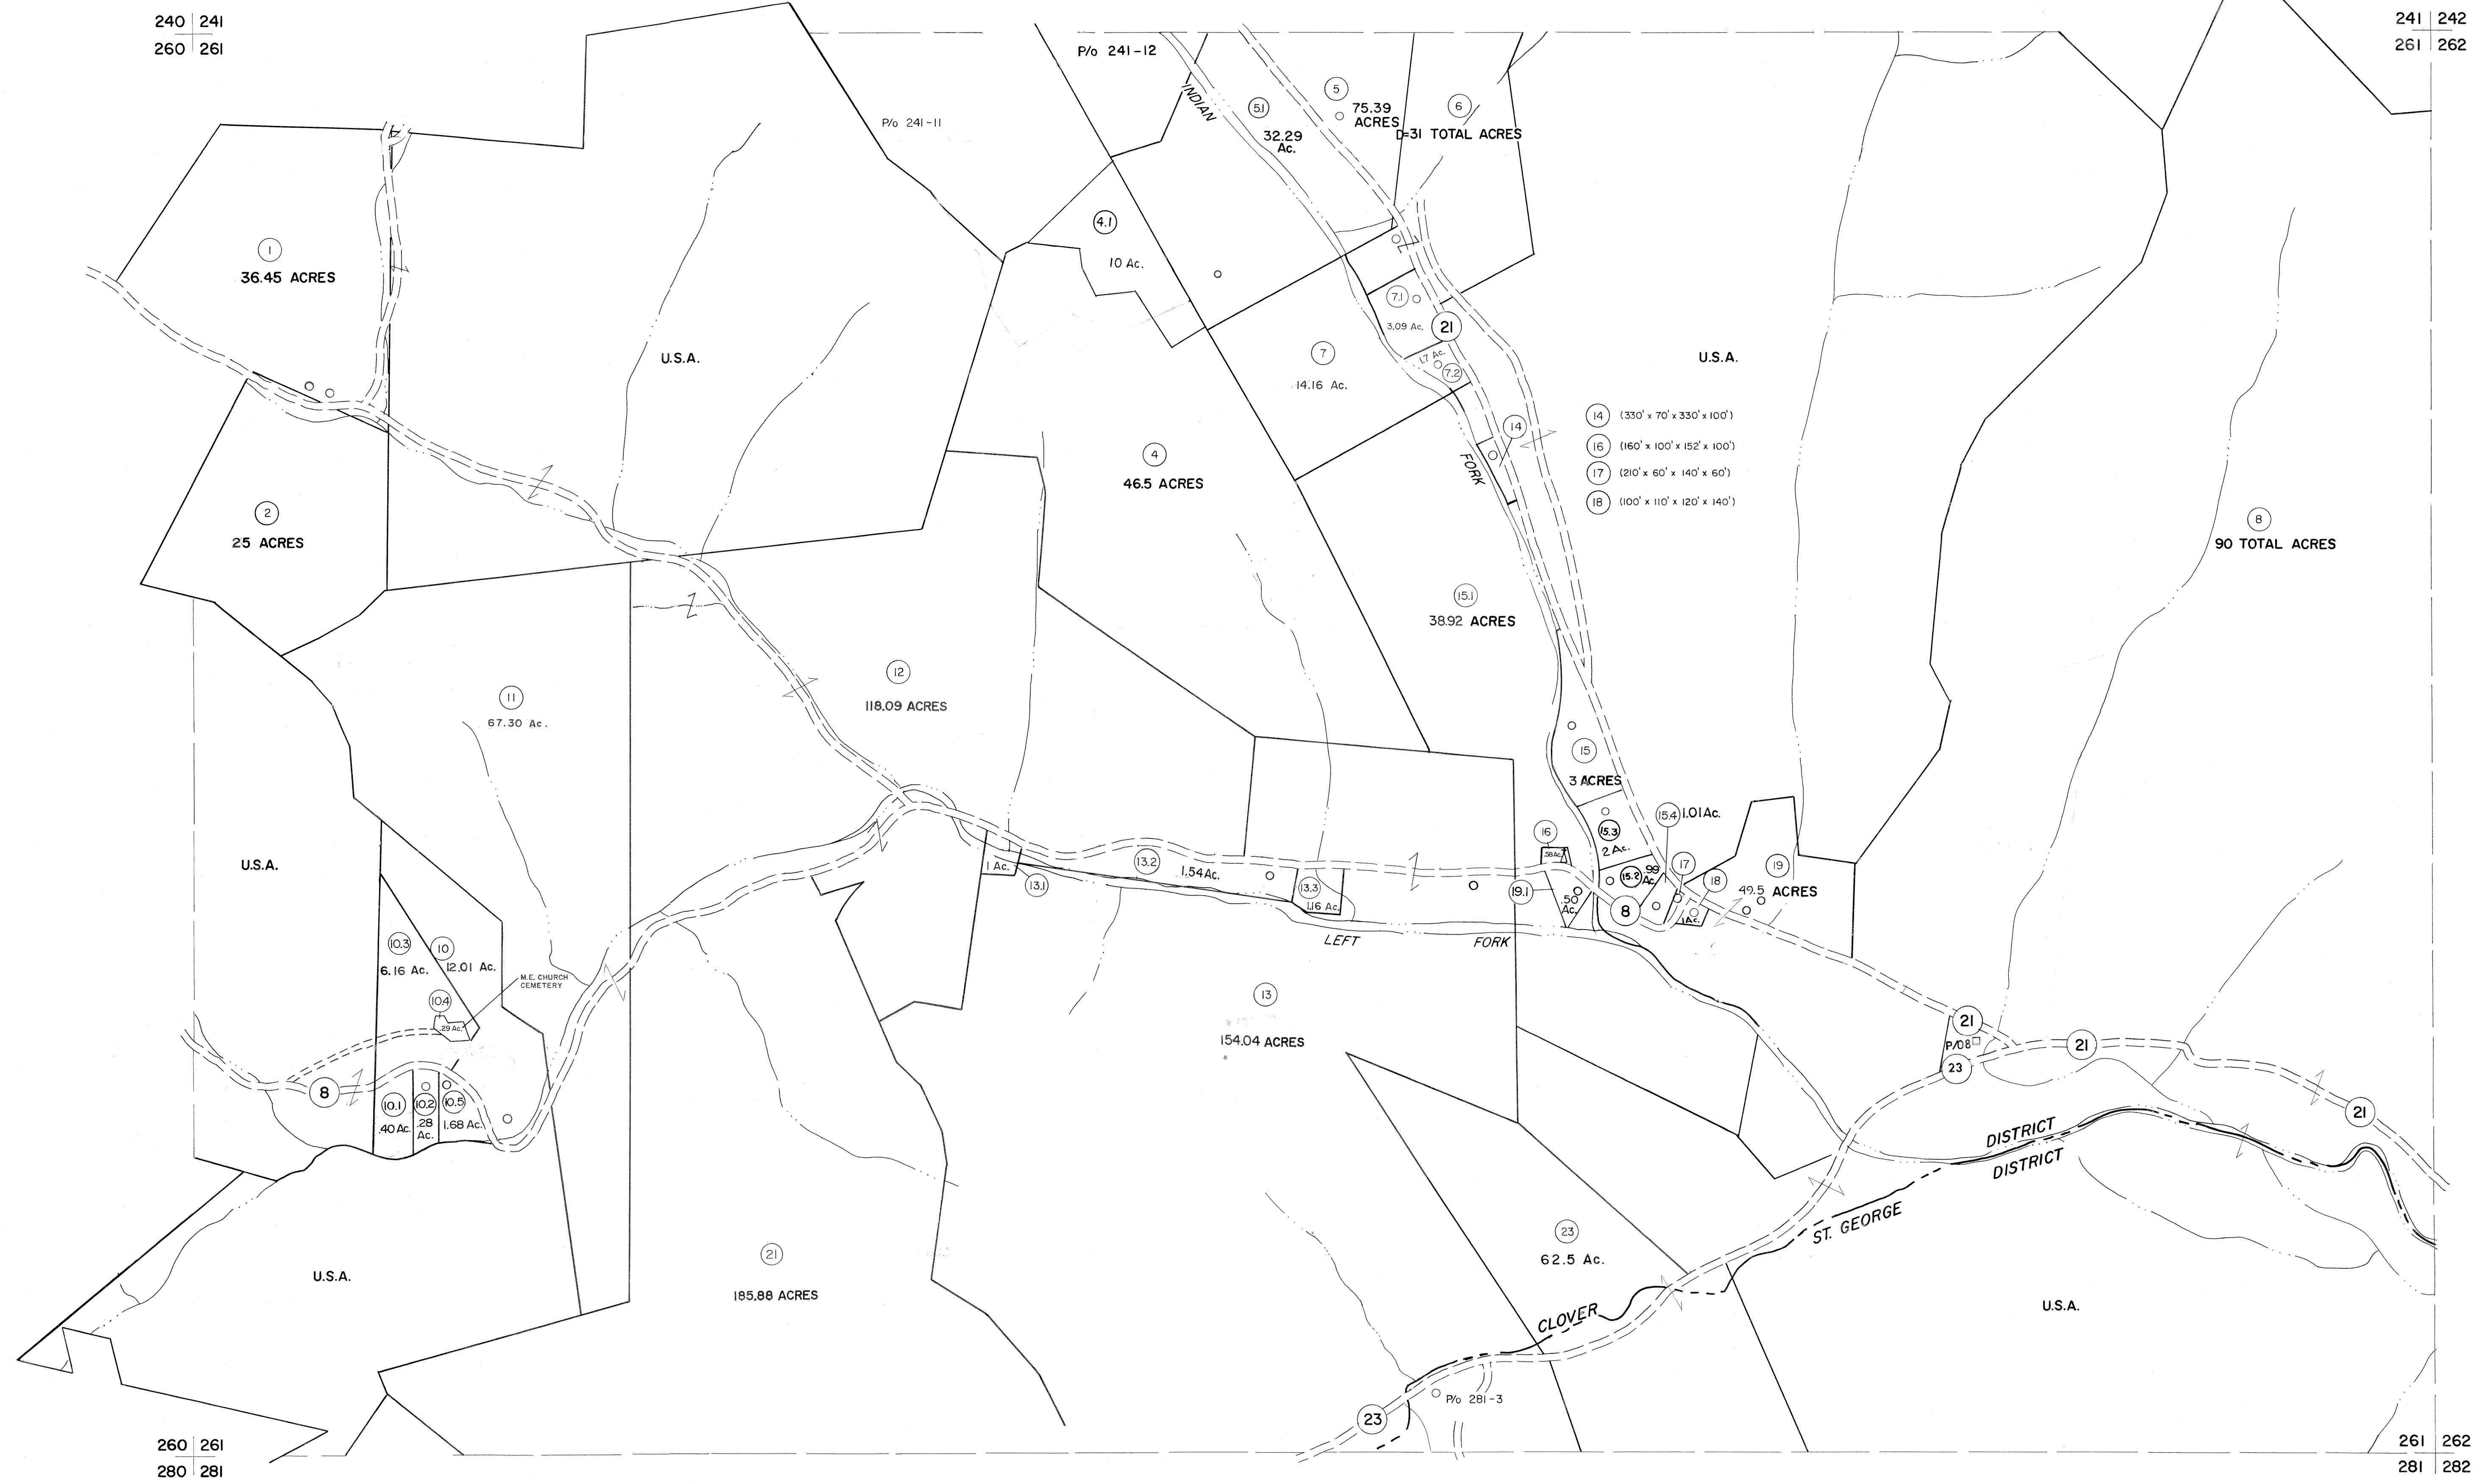 240 241
260 261
241 242
261 262
P/o 241-12
P/o 241-11
INDIAN
5.1
32.29
Ac.
5
75.39
ACRES
6
D=31 TOTAL ACRES
1
36.45 ACRES
4.1
10 Ac.
7.1
3.09 Ac.
21
1.7 Ac.
7.2
7
14.16 Ac.
U.S.A.
U.S.A.
14
14 (330' x 70' x 330' x 100')
16 (160' x 100' x 152' x 100')
17 (210' x 60' x 140' x 60')
18 (100' x 110' x 120' x 140')
FORK
4
46.5 ACRES
2
25 ACRES
8
90 TOTAL ACRES
15.1
38.92 ACRES
11
67.30 Ac.
12
118.09 ACRES
15
3 ACRES
15.3
2 Ac.
15.4 1.01 Ac.
16
.58 Ac.
17
18
19
49.5 ACRES
15.2 .99
Ac.
8
.1 Ac.
19.1
.50
Ac.
U.S.A.
1 Ac.
13.1
13.2
1.54 Ac.
13.3
1.16 Ac.
LEFT FORK
10.3
6.16 Ac.
10
12.01 Ac.
M.E. CHURCH
CEMETERY
10.4
.29 Ac.
13
154.04 ACRES
21
P/O8
23
21
21
8
10.1
.40 Ac.
10.2
.28
Ac.
10.5
1.68 Ac.
DISTRICT
DISTRICT
ST. GEORGE
CLOVER
23
62.5 Ac.
21
185.88 ACRES
U.S.A.
U.S.A.
P/o 281-3
23
260 261
280 281
261 262
281 282